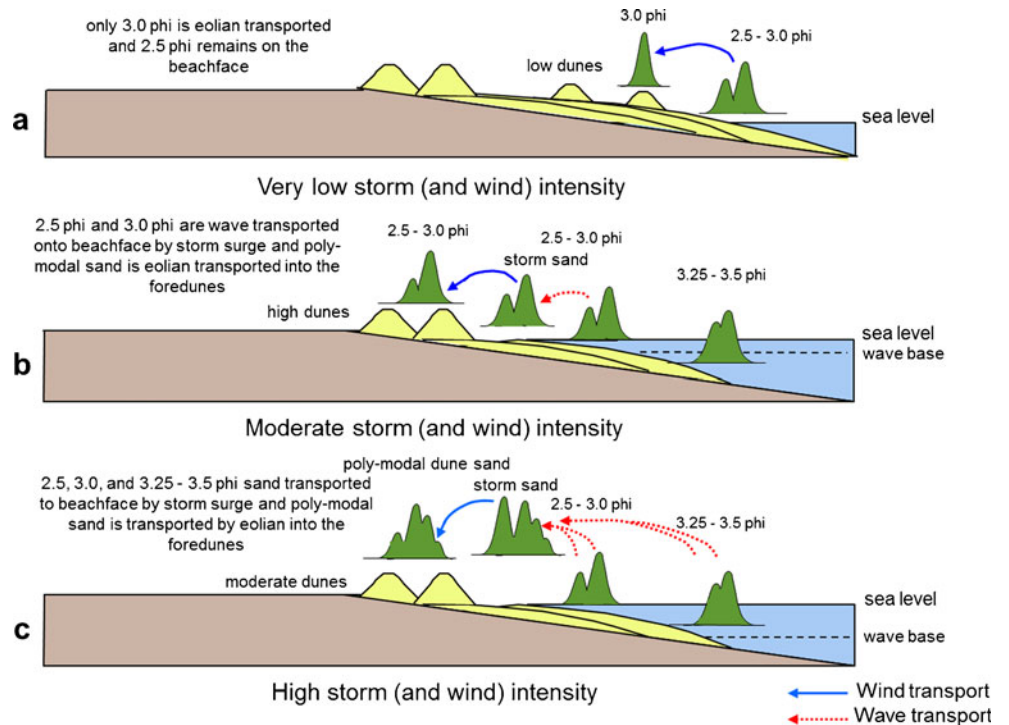 only 3.0 phi is eolian transported
and 2.5 phi remains on the
beachface
3.0 phi
2.5 - 3.0 phi
low dunes
sea level
a
Very low storm (and wind) intensity
2.5 phi and 3.0 phi are wave transported
onto beachface by storm surge and poly-
modal sand is eolian transported into the
foredunes
2.5 - 3.0 phi
2.5 - 3.0 phi
storm sand
3.25 - 3.5 phi
high dunes
sea level
wave base
b
Moderate storm (and wind) intensity
poly-modal dune sand
2.5, 3.0, and 3.25 - 3.5 phi sand transported
to beachface by storm surge and poly-modal
sand is transported by eolian into the
foredunes
storm sand
2.5 - 3.0 phi
3.25 - 3.5 phi
moderate dunes
sea level
wave base
c
High storm (and wind) intensity
Wind transport
Wave transport